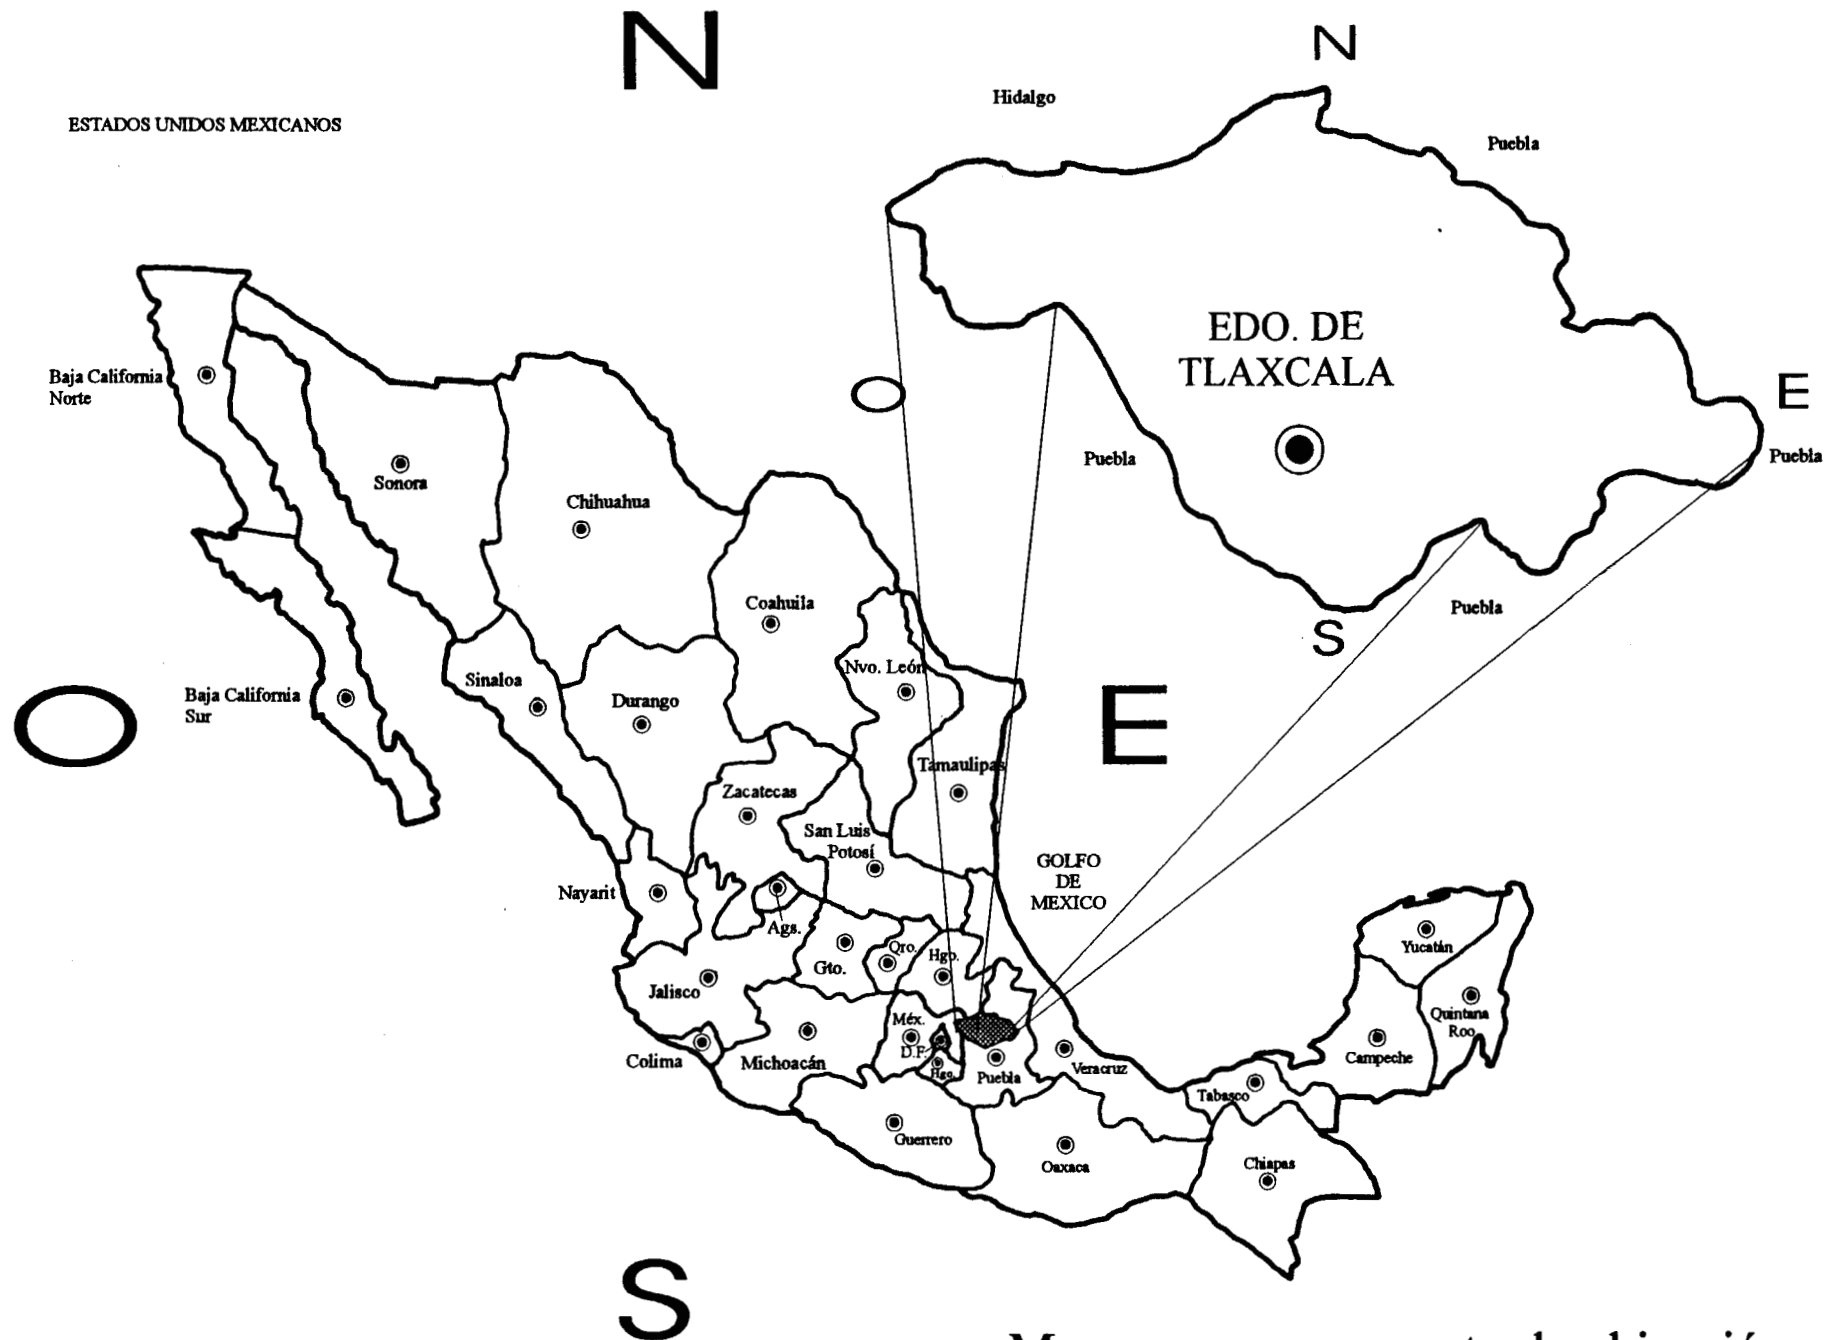 N
N
Hidalgo
ESTADOS UNIDOS MEXICANOS
Puebla
EDO. DE
TLAXCALA
O
E
Puebla
Puebla
Baja California
Norte
Sonora
Chihuahua
Coahuila
Puebla
S
Nvo. León
Sinaloa
Durango
Baja California
Sur
O
E
Tamaulipas
Zacatecas
San Luis
Potosí
GOLFO
DE
MEXICO
Nayarit
Ags.
Yucatán
Qro.
Hgo.
Gto.
Jalisco
Quintana
Roo
Méx.
D.F.
Campeche
Colima
Michoacán
Hgo.
Puebla
Veracruz
Tabasco
Guerrero
Oaxaca
Chiapas
S